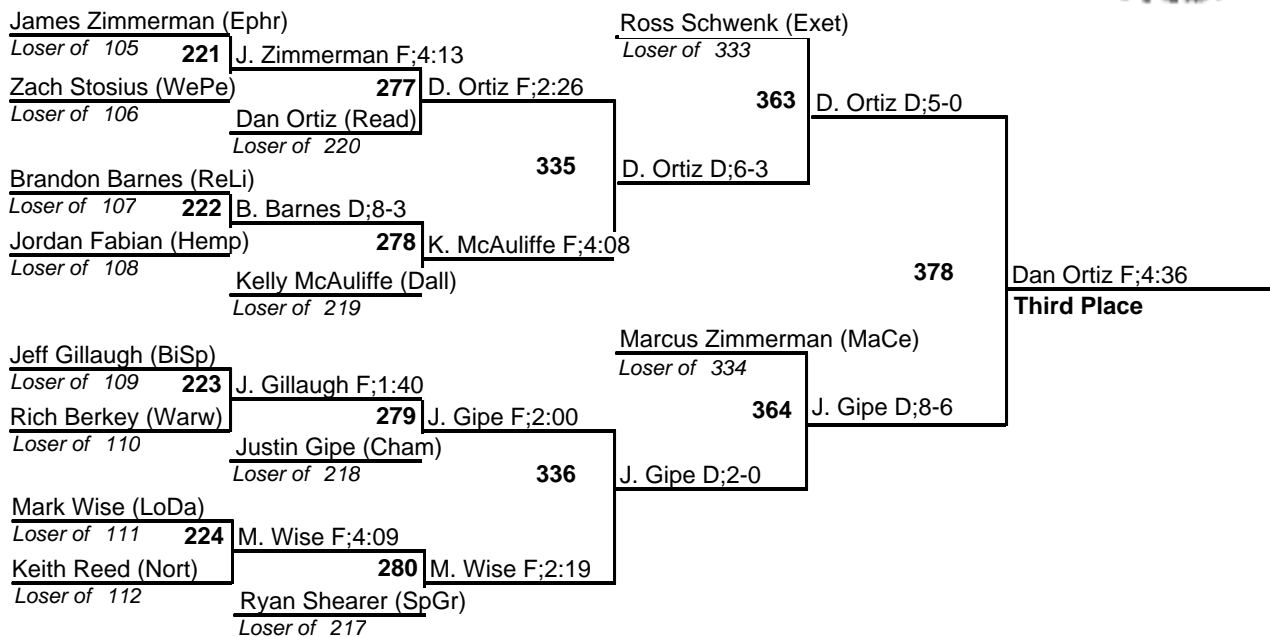 James Zimmerman (Ephr)
Loser of 105
221
J. Zimmerman F;4:13
Zach Stosius (WePe)
Loser of 106
277
D. Ortiz F;2:26
Dan Ortiz (Read)
Loser of 220
335
D. Ortiz D;6-3
Brandon Barnes (ReLi)
Loser of 107
222
B. Barnes D;8-3
Jordan Fabian (Hemp)
Loser of 108
278
K. McAuliffe F;4:08
Kelly McAuliffe (Dall)
Loser of 219
Ross Schwenk (Exet)
Loser of 333
363
D. Ortiz D;5-0
378
Dan Ortiz F;4:36
Third Place
Jeff Gillaugh (BiSp)
Loser of 109
223
J. Gillaugh F;1:40
Rich Berkey (Warw)
Loser of 110
279
J. Gipe F;2:00
Justin Gipe (Cham)
Loser of 218
336
J. Gipe D;2-0
Mark Wise (LoDa)
Loser of 111
224
M. Wise F;4:09
Keith Reed (Nort)
Loser of 112
280
M. Wise F;2:19
Ryan Shearer (SpGr)
Loser of 217
Marcus Zimmerman (MaCe)
Loser of 334
364
J. Gipe D;8-6